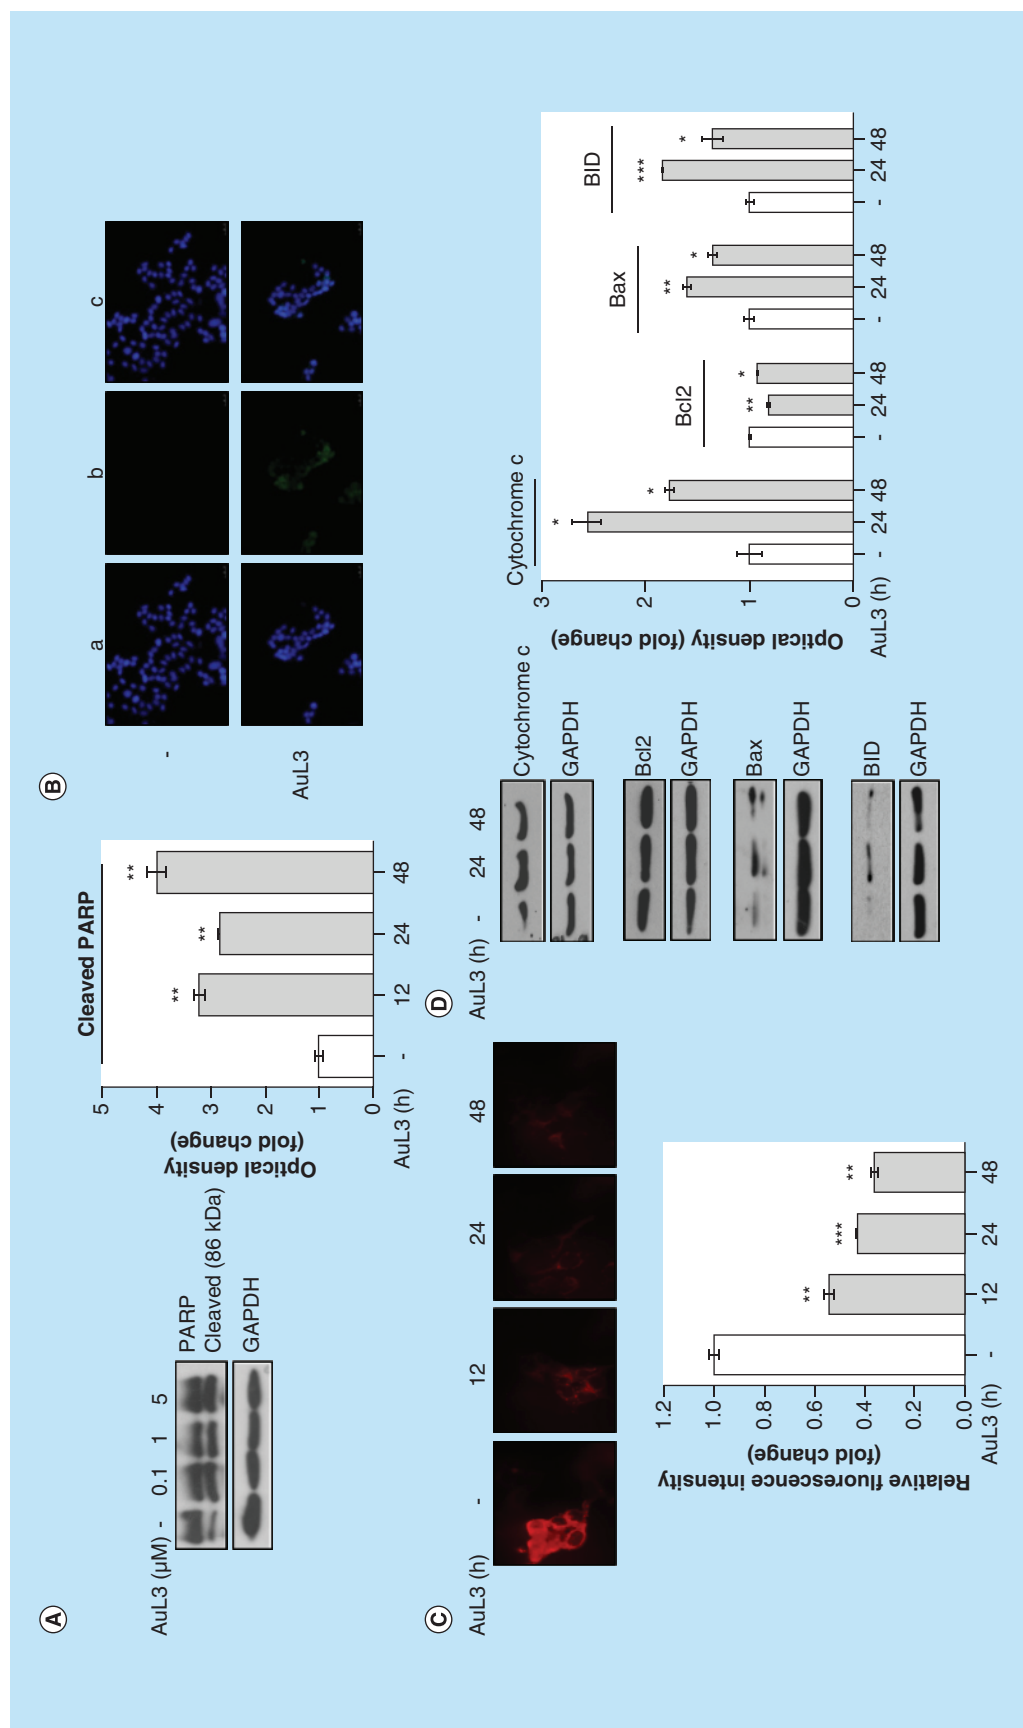 A
AuL3 (µM) - 0.1 1 5
PARP
Cleaved (86 kDa)
GAPDH
Cleaved PARP
Optical density
(fold change)
5
4
3
2
1
0
** ** **
AuL3 (h) - 12 24 48
B
a b c
-
AuL3
C
AuL3 (h) - 12 24 48
Relative fluorescence intensity
(fold change)
1.2
1.0
0.8
0.6
0.4
0.2
0.0
** *** **
AuL3 (h) - 12 24 48
D
AuL3 (h) - 24 48
Cytochrome c
GAPDH
Bcl2
GAPDH
Bax
GAPDH
BID
GAPDH
Optical density (fold change)
3
2
1
0
Cytochrome c Bcl2 Bax BID
* * ** * ** * *** *
AuL3 (h) - 24 48 - 24 48 - 24 48 - 24 48